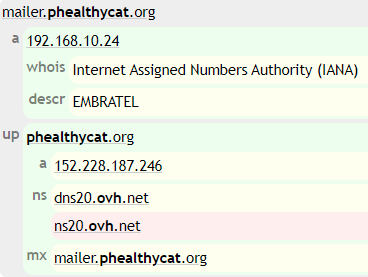 mailer.phealthycat.org
a 192.168.10.24
whois Internet Assigned Numbers Authority (IANA)
descr EMBRATEL
up phealthycat.org
a 152.228.187.246
ns dns20.ovh.net
ns20.ovh.net
mx mailer.phealthycat.org